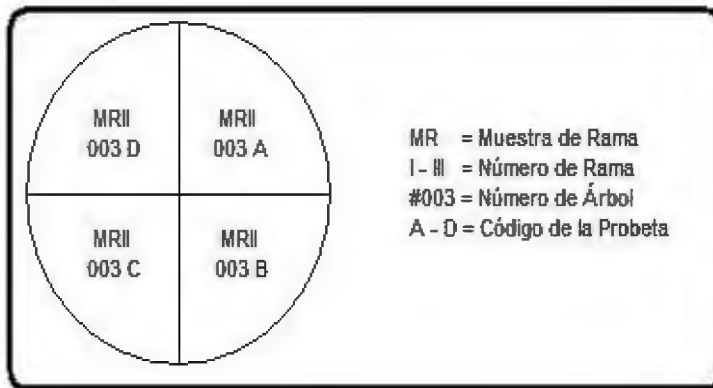 MRII
003 D
MRII
003 A
MRII
003 C
MRII
003 B
MR = Muestra de Rama
I - III = Número de Rama
#003 = Número de Árbol
A - D = Código de la Probeta